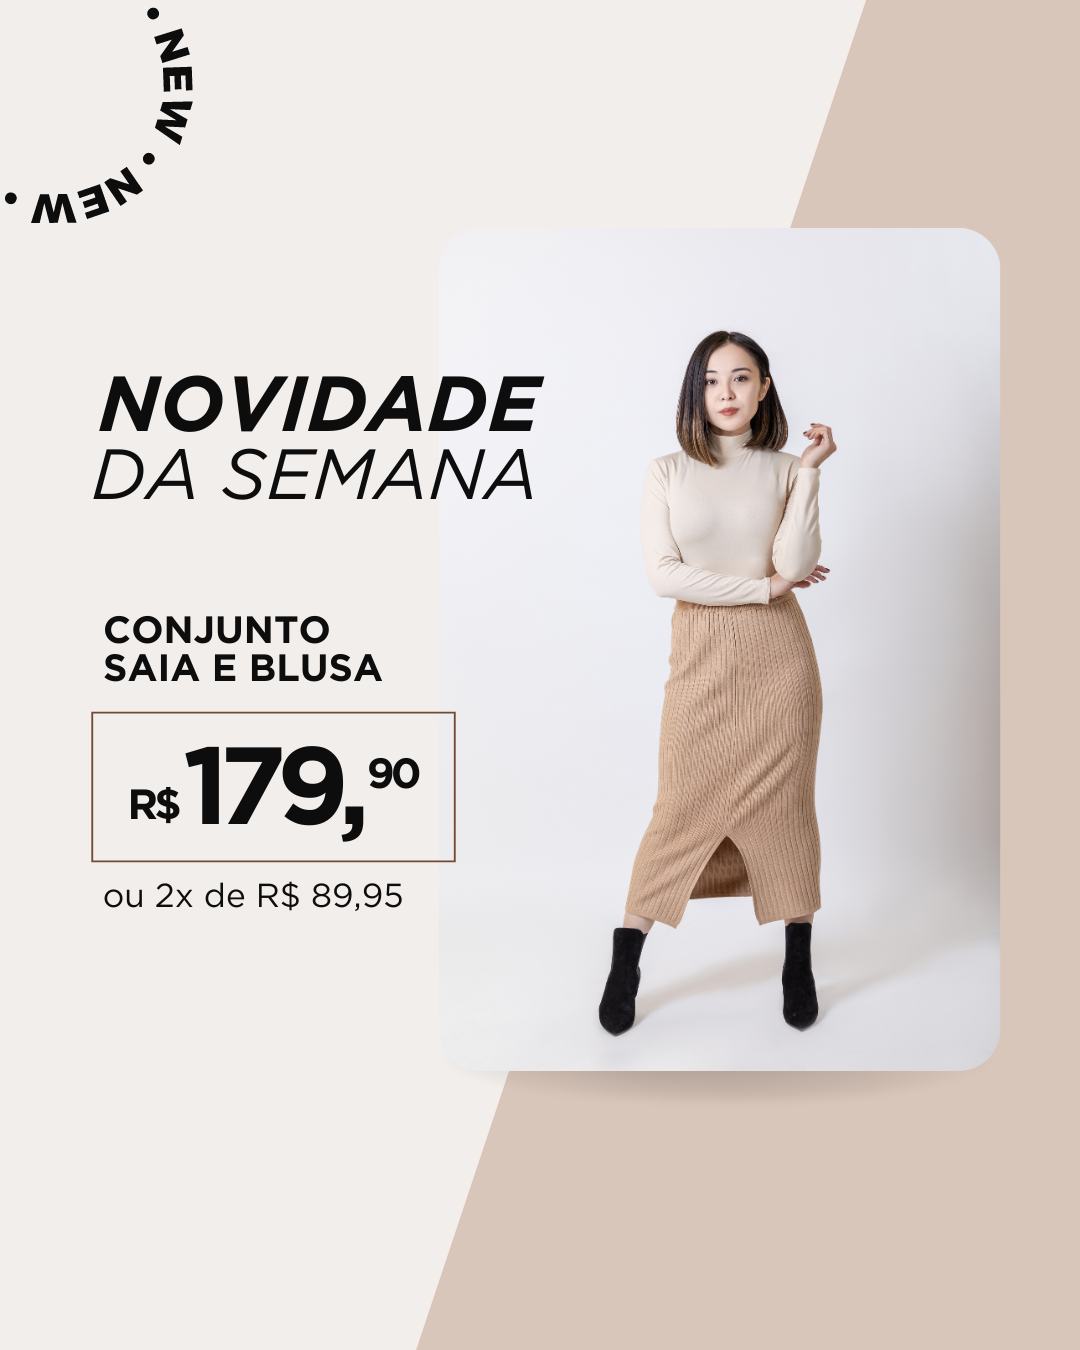 • NEW • NEW •
NOVIDADE
DA SEMANA
CONJUNTO
SAIA E BLUSA
R$ 179,90
ou 2x de R$ 89,95